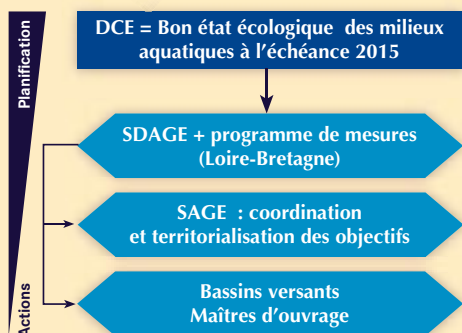 Planification
DCE = Bon état écologique des milieux
aquatiques à l'échéance 2015
SDAGE + programme de mesures
(Loire-Bretagne)
SAGE : coordination
et territorialisation des objectifs
Bassins versants
Maîtres d'ouvrage
Actions